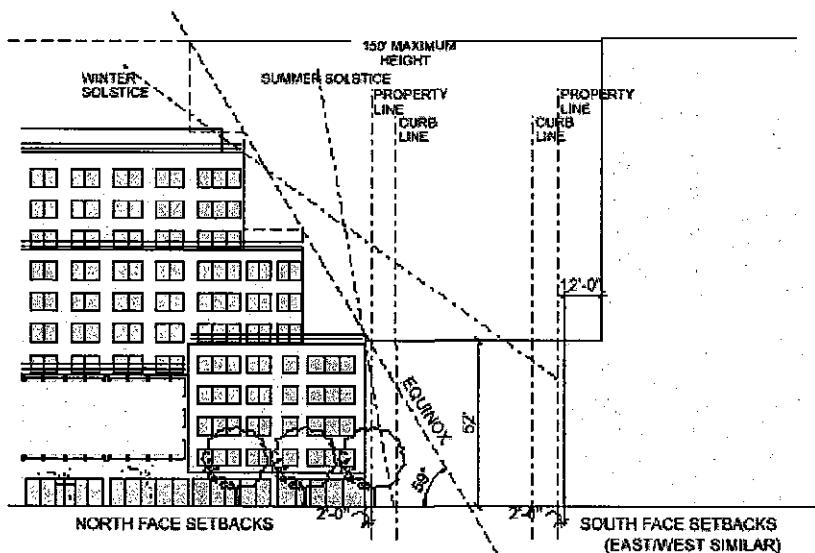 150' MAXIMUM
HEIGHT
WINTER
SOLSTICE
SUMMER SOLSTICE
PROPERTY
LINE
CURB
LINE
PROPERTY
LINE
CURB
LINE
12'-0"
EQUINOX
52'
59°
2'-0"
2'-0"
NORTH FACE SETBACKS
SOUTH FACE SETBACKS
(EAST/WEST SIMILAR)